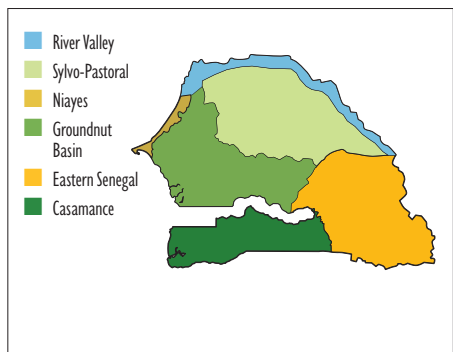 River Valley
Sylvo-Pastoral
Niayes
Groundnut
Basin
Eastern Senegal
Casamance